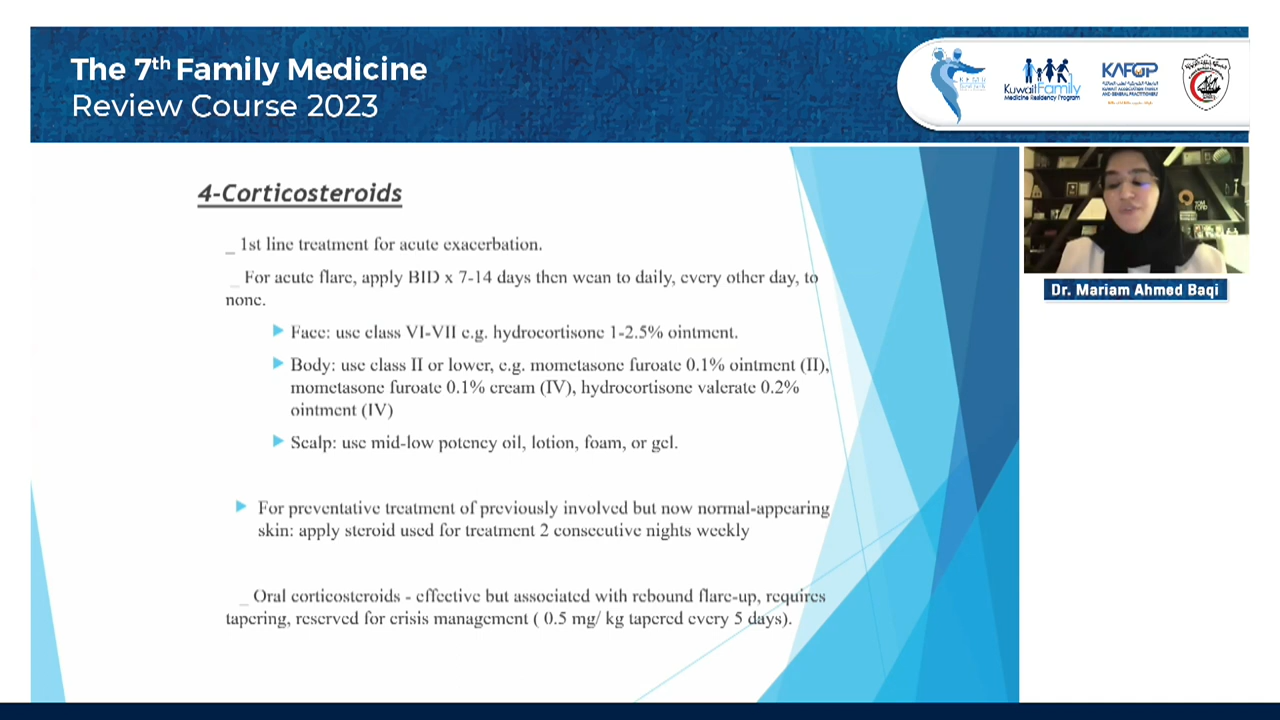 The 7th Family Medicine
Review Course 2023
Kuwait Family
Medicine Residency Program
KAFGP
KUWAIT ASSOCIATION FAMILY
AND GENERAL PRACTITIONERS
4-Corticosteroids
_ 1st line treatment for acute exacerbation.
_ For acute flare, apply BID x 7-14 days then wean to daily, every other day, to
none.
Face: use class VI-VII e.g. hydrocortisone 1-2.5% ointment.
Body: use class II or lower, e.g. mometasone furoate 0.1% ointment (II),
mometasone furoate 0.1% cream (IV), hydrocortisone valerate 0.2%
ointment (IV)
Scalp: use mid-low potency oil, lotion, foam, or gel.
For preventative treatment of previously involved but now normal-appearing
skin: apply steroid used for treatment 2 consecutive nights weekly
_ Oral corticosteroids - effective but associated with rebound flare-up, requires
tapering, reserved for crisis management ( 0.5 mg/ kg tapered every 5 days).
Dr. Mariam Ahmed Baqi